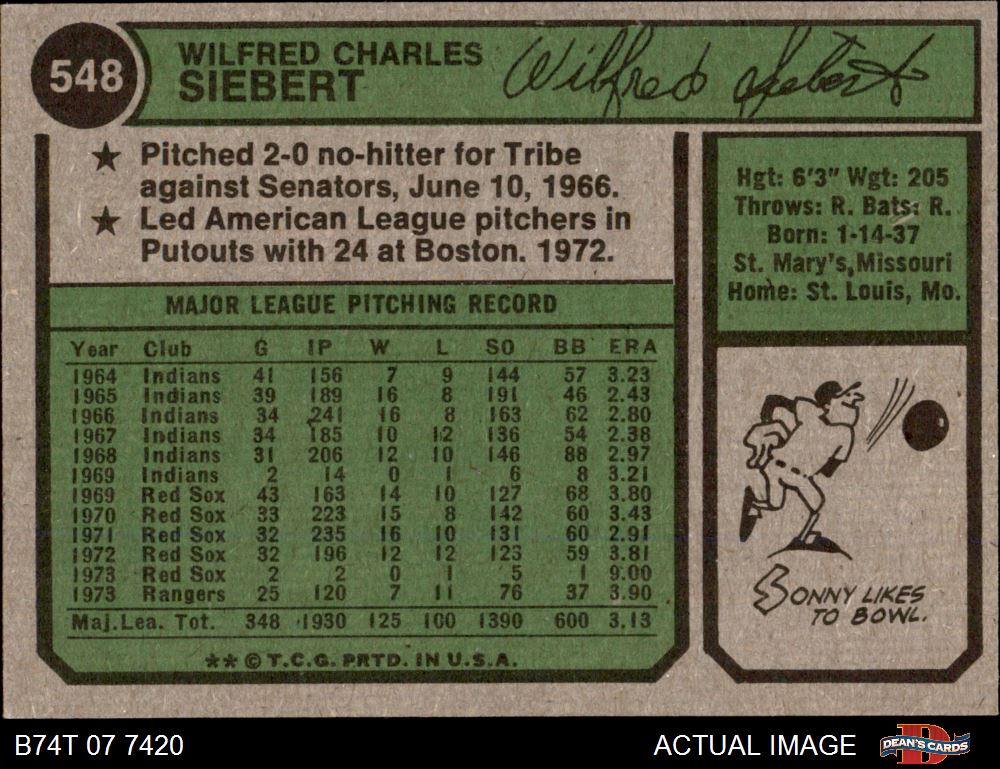 548
WILFRED CHARLES
SIEBERT
Wilfred Siebert
★ Pitched 2-0 no-hitter for Tribe
against Senators, June 10, 1966.
★ Led American League pitchers in
Putouts with 24 at Boston. 1972.
Hgt: 6'3" Wgt: 205
Throws: R. Bats: R.
Born: 1-14-37
St. Mary's, Missouri
Home: St. Louis, Mo.
MAJOR LEAGUE PITCHING RECORD
Year Club G IP W L SO BB ERA
1964 Indians 41 156 7 9 144 57 3.23
1965 Indians 39 189 16 8 191 46 2.43
1966 Indians 34 241 16 8 163 62 2.80
1967 Indians 34 185 10 12 136 54 2.38
1968 Indians 31 206 12 10 146 88 2.97
1969 Indians 2 14 0 1 6 8 3.21
1969 Red Sox 43 163 14 10 127 68 3.80
1970 Red Sox 33 223 15 8 142 60 3.43
1971 Red Sox 32 235 16 10 131 60 2.91
1972 Red Sox 32 196 12 12 123 59 3.81
1973 Red Sox 2 2 0 1 5 1 9.00
1973 Rangers 25 120 7 11 76 37 3.90
Maj.Lea. Tot. 348 1930 125 100 1390 600 3.13
** © T.C.G. PRTD. IN U.S.A.
SONNY LIKES
TO BOWL.
B74T 07 7420
ACTUAL IMAGE
DEAN'S CARDS